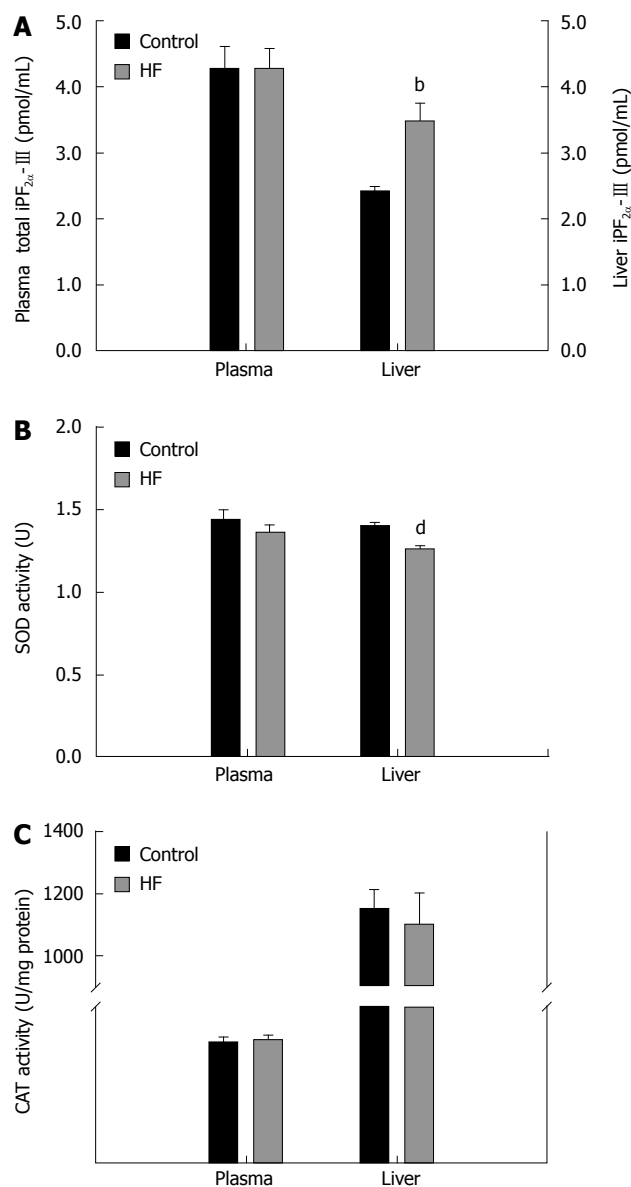 A
Plasma total iPF2α-III (pmol/mL)
5.0
4.0
3.0
2.0
1.0
0.0
Control
HF
b
5.0
4.0
3.0
2.0
1.0
0.0
Liver iPF2α-III (pmol/mL)
Plasma Liver
B
SOD activity (U)
2.0
1.5
1.0
0.5
0.0
Control
HF
d
Plasma Liver
C
CAT activity (U/mg protein)
1400
1200
1000
Control
HF
Plasma Liver